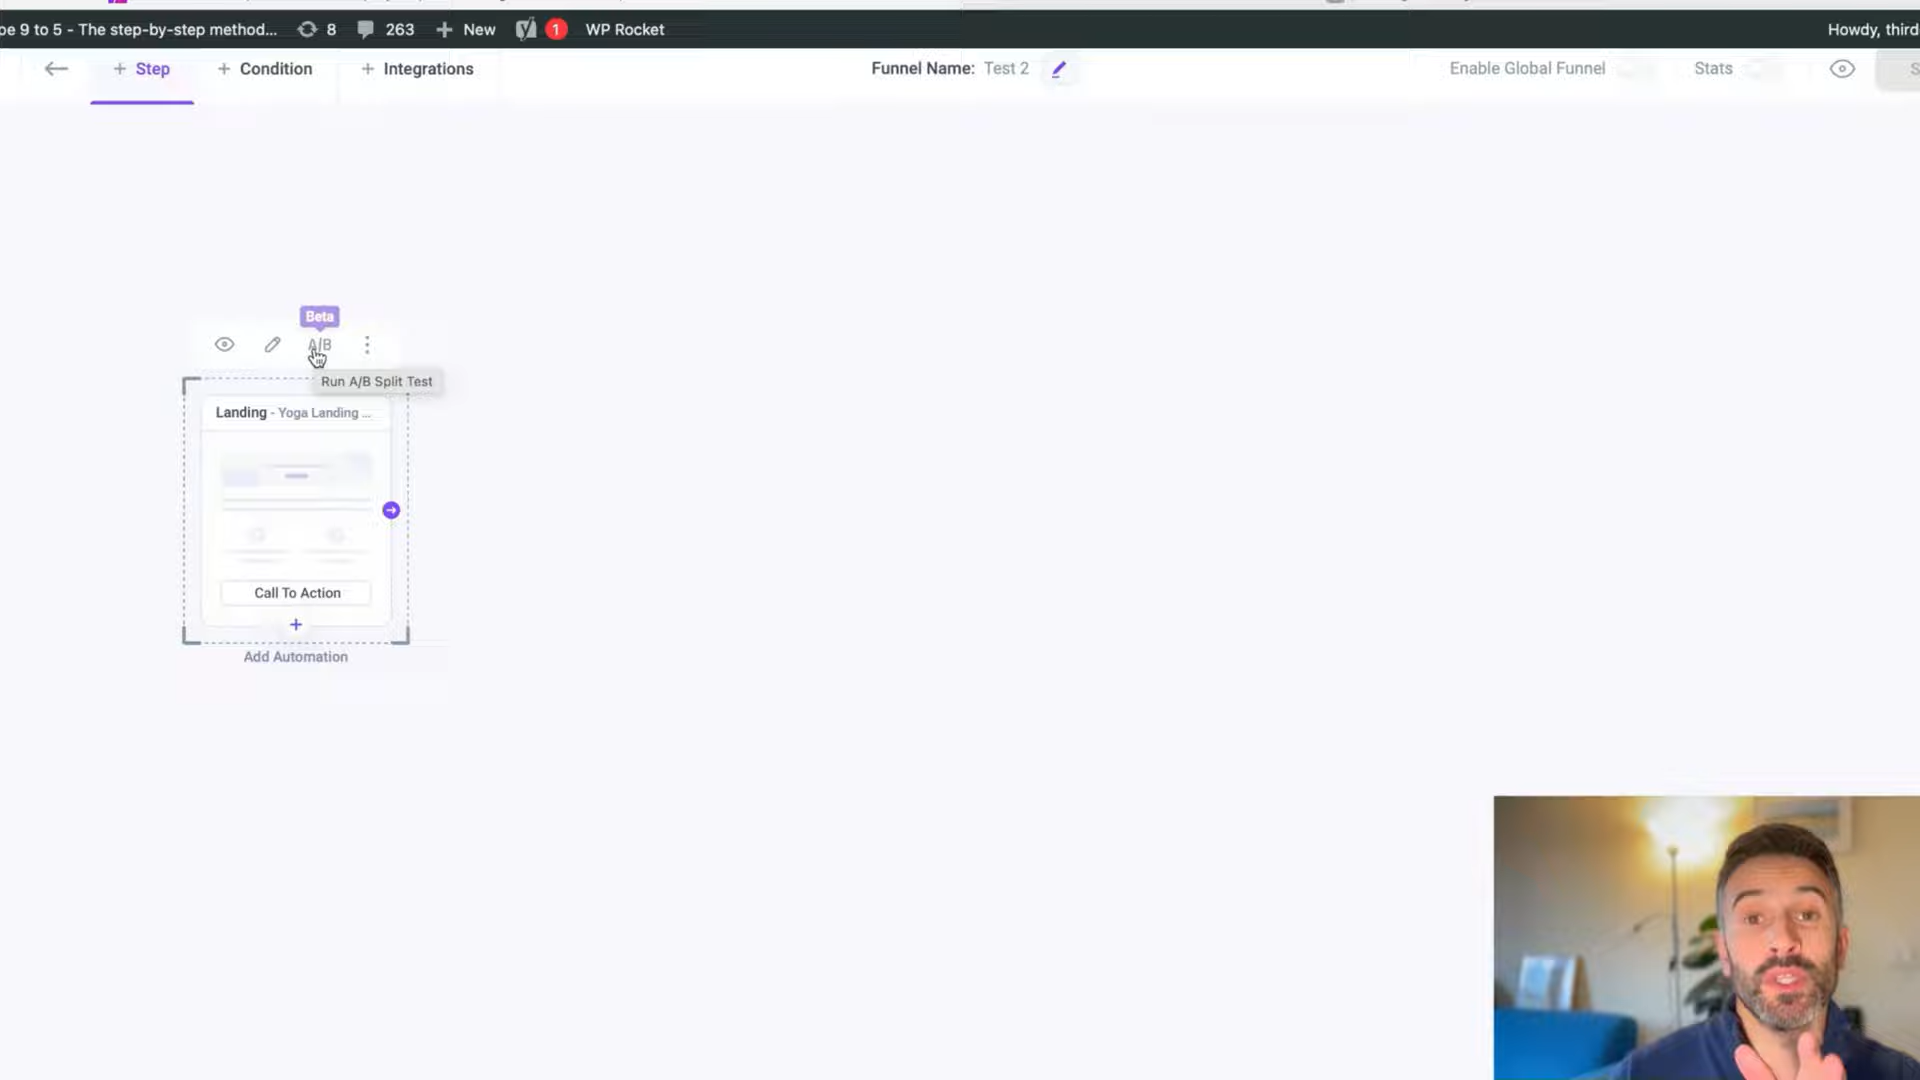 pe 9 to 5 - The step-by-step method... 8 263 + New 1 WP Rocket Howdy, third
+ Step + Condition + Integrations Funnel Name: Test 2 Enable Global Funnel Stats S
Beta
A/B
Run A/B Split Test
Landing - Yoga Landing ...
Call To Action
+
Add Automation